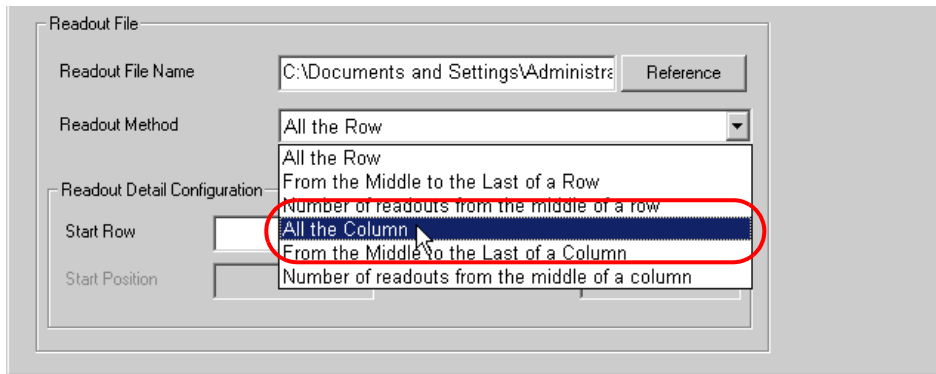 Readout File
Readout File Name C:\Documents and Settings\Administra Reference
Readout Method All the Row
All the Row
From the Middle to the Last of a Row
Readout Detail Configuration
Number of readouts from the middle of a row
Start Row All the Column
From the Middle to the Last of a Column
Start Position Number of readouts from the middle of a column